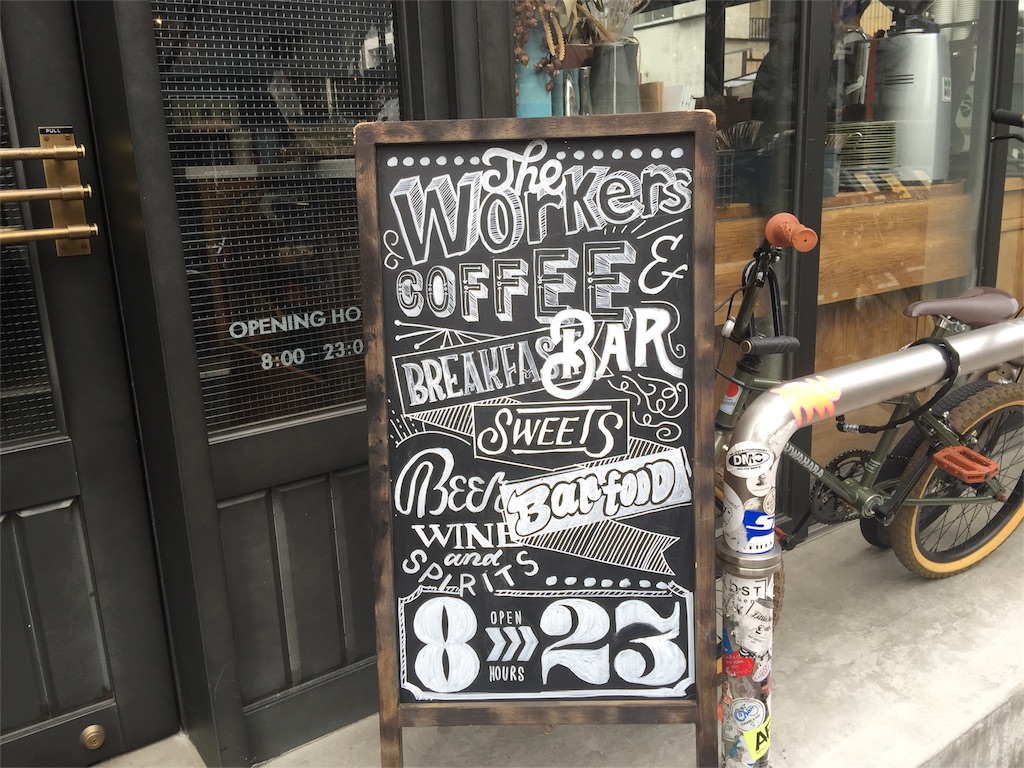 PULL
OPENING HO
8:00 - 23:0
The
Workers
COFFEE &
BAR
BREAKFAST
SWEETS
Beer
Bar-food
WINE
and
SPIRITS
8 OPEN HOURS 23
DMC